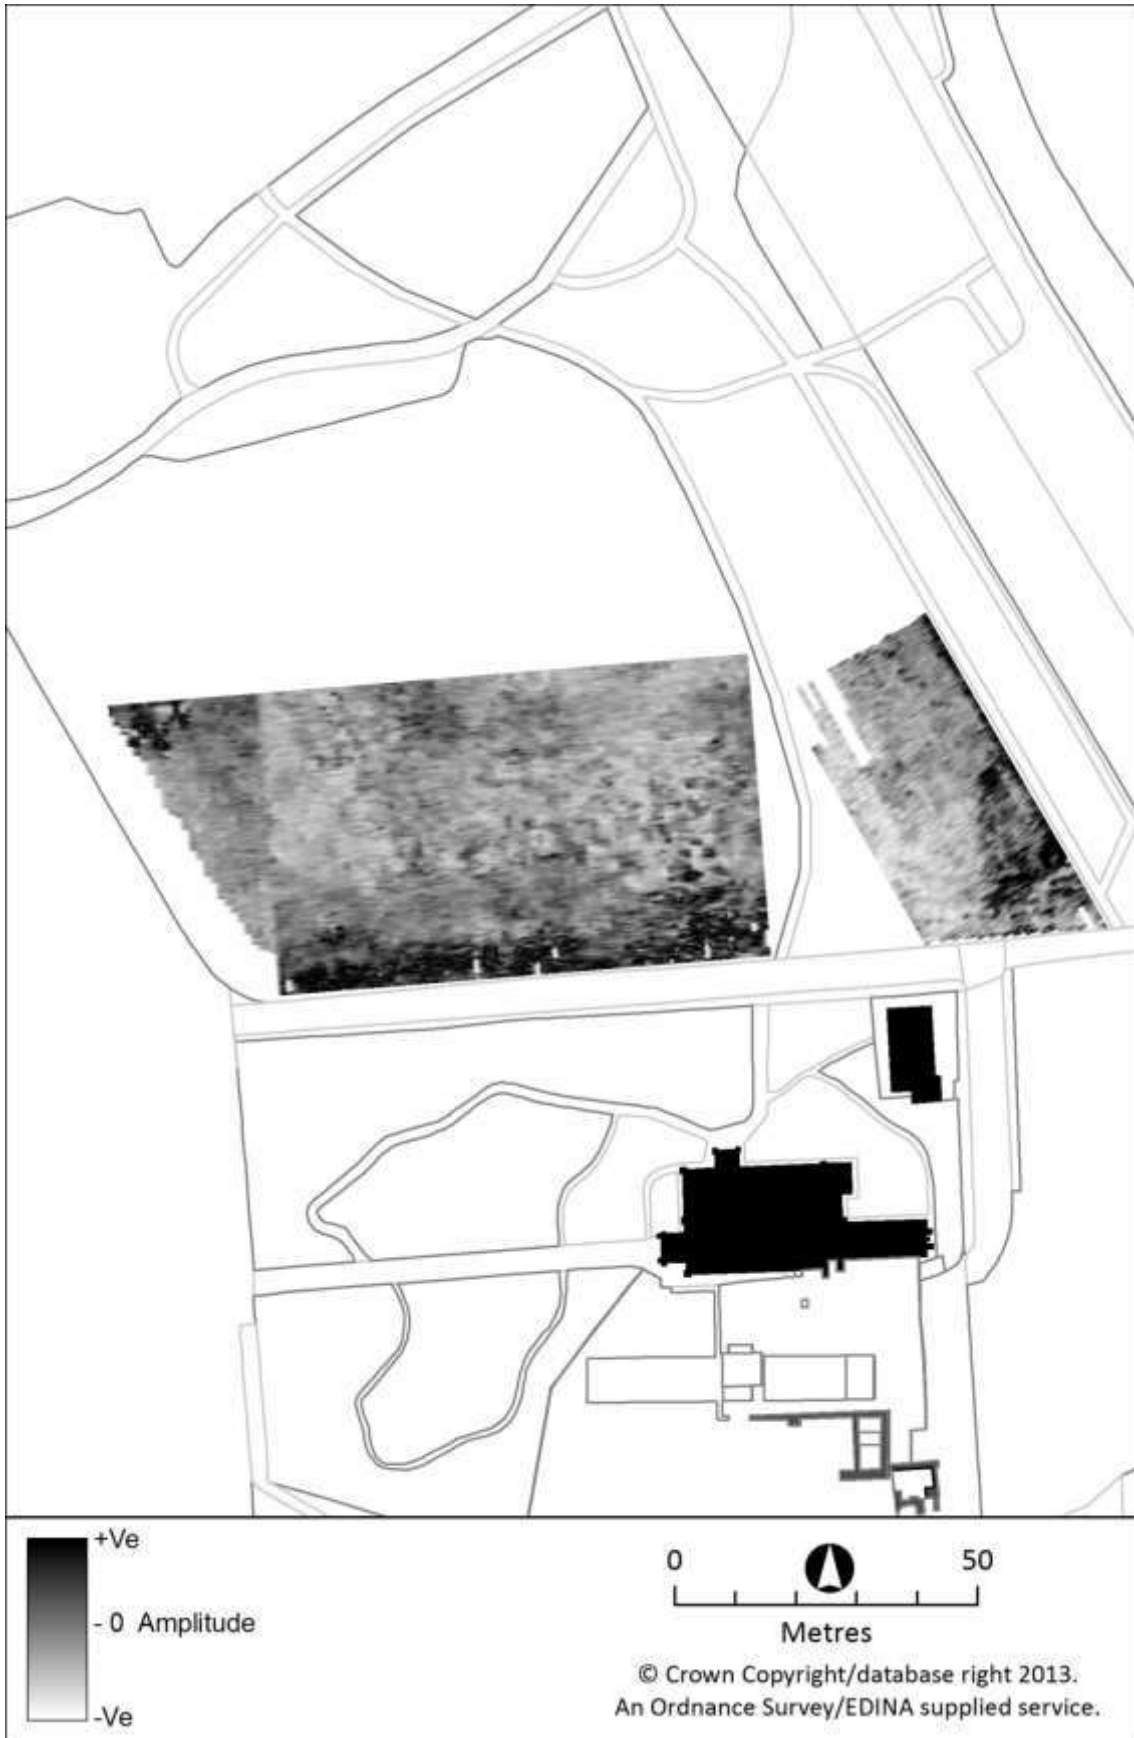 +Ve
- 0 Amplitude
-Ve
0 50
Metres
© Crown Copyright/database right 2013.
An Ordnance Survey/EDINA supplied service.